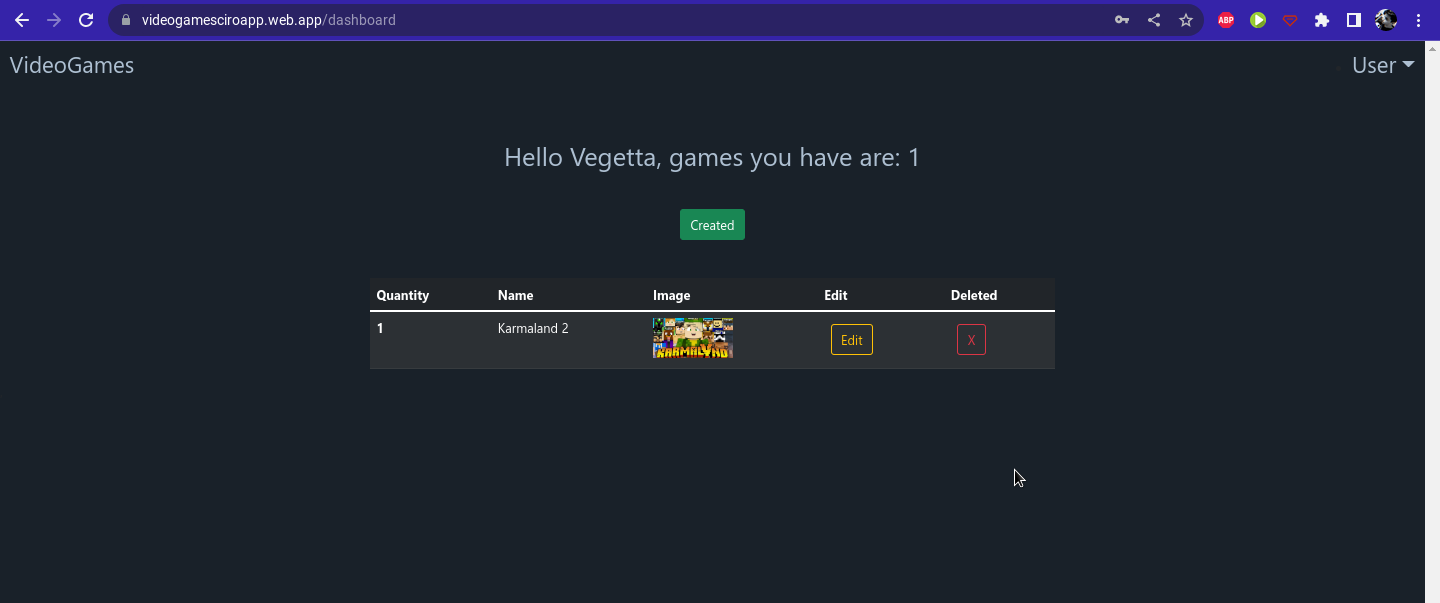 videogamesciroapp.web.app/dashboard
ABP
VideoGames
User
Hello Vegetta, games you have are: 1
Created
Quantity Name Image Edit Deleted
1 Karmaland 2 KARMALAND Edit X